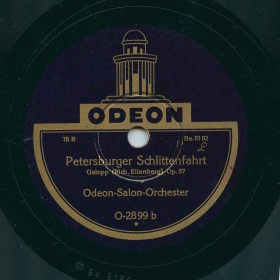 ODEON
78 R
Be 8182
Petersburger Schlittenfahrt
Galopp (Rich. Eilenberg) Op. 57
Odeon-Salon-Orchester
O-2899 b